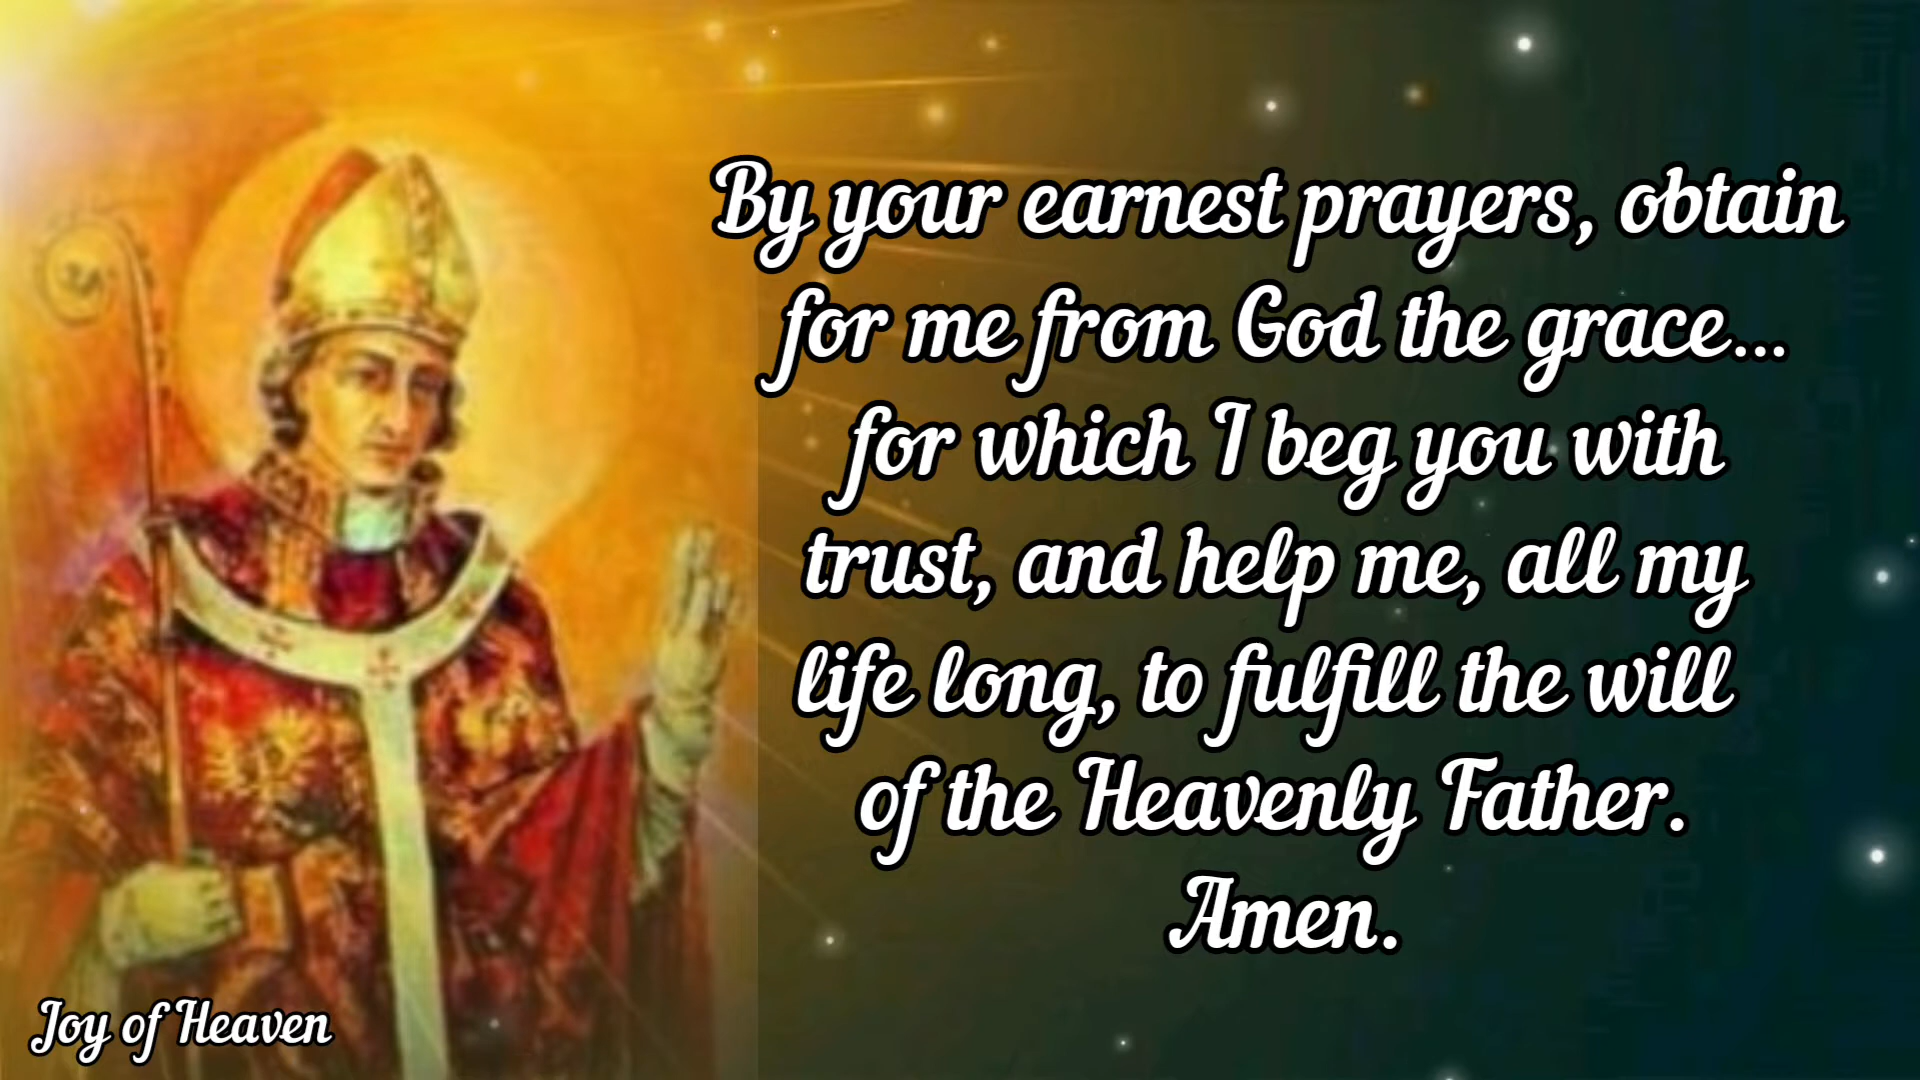 By your earnest prayers, obtain
for me from God the grace...
for which I beg you with
trust, and help me, all my
life long, to fulfill the will
of the Heavenly Father.
Amen.
Joy of Heaven